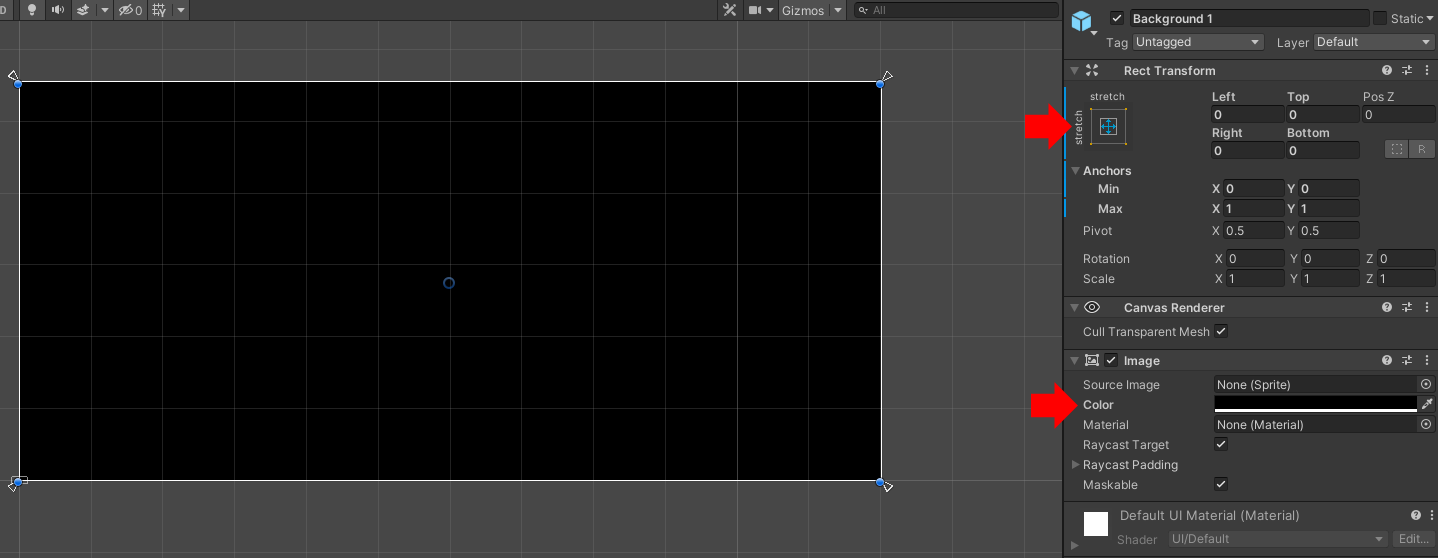 D
0
Gizmos
All
Background 1
Static
Tag Untagged Layer Default
Rect Transform
stretch
stretch
Left Top Pos Z
0 0 0
Right Bottom
0 0
R
Anchors
Min X 0 Y 0
Max X 1 Y 1
Pivot X 0.5 Y 0.5
Rotation X 0 Y 0 Z 0
Scale X 1 Y 1 Z 1
Canvas Renderer
Cull Transparent Mesh
Image
Source Image None (Sprite)
Color
Material None (Material)
Raycast Target
Raycast Padding
Maskable
Default UI Material (Material)
Shader UI/Default Edit...